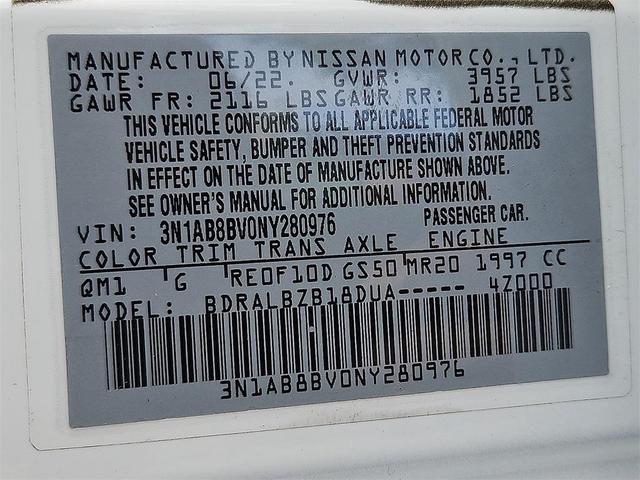 MANUFACTURED BY NISSAN MOTOR CO., LTD.
DATE: 06/22. GVWR: 3957 LBS
GAWR FR: 2116 LBS GAWR RR: 1852 LBS
THIS VEHICLE CONFORMS TO ALL APPLICABLE FEDERAL MOTOR
VEHICLE SAFETY, BUMPER AND THEFT PREVENTION STANDARDS
IN EFFECT ON THE DATE OF MANUFACTURE SHOWN ABOVE.
SEE OWNER'S MANUAL FOR ADDITIONAL INFORMATION.
VIN: 3N1AB8BV0NY280976 PASSENGER CAR.
COLOR TRIM TRANS AXLE ENGINE
QM1 G RE0F10D GS50 MR20 1997 CC
MODEL: BDRALBZB18DUA----- 4Z000
3N1AB8BV0NY280976